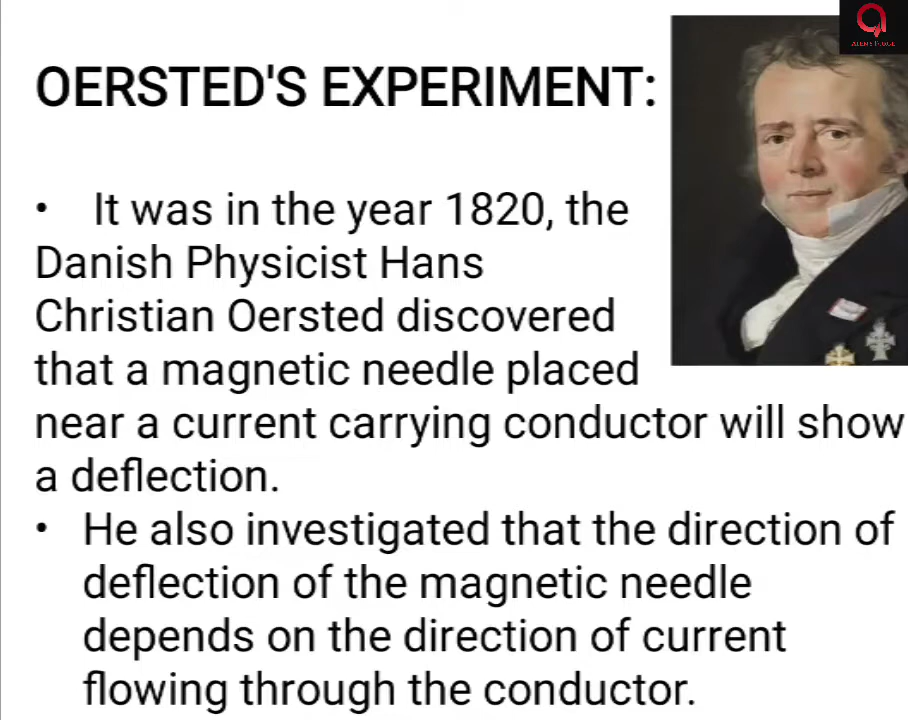 OERSTED'S EXPERIMENT:
• It was in the year 1820, the
Danish Physicist Hans
Christian Oersted discovered
that a magnetic needle placed
near a current carrying conductor will show
a deflection.
• He also investigated that the direction of
deflection of the magnetic needle
depends on the direction of current
flowing through the conductor.